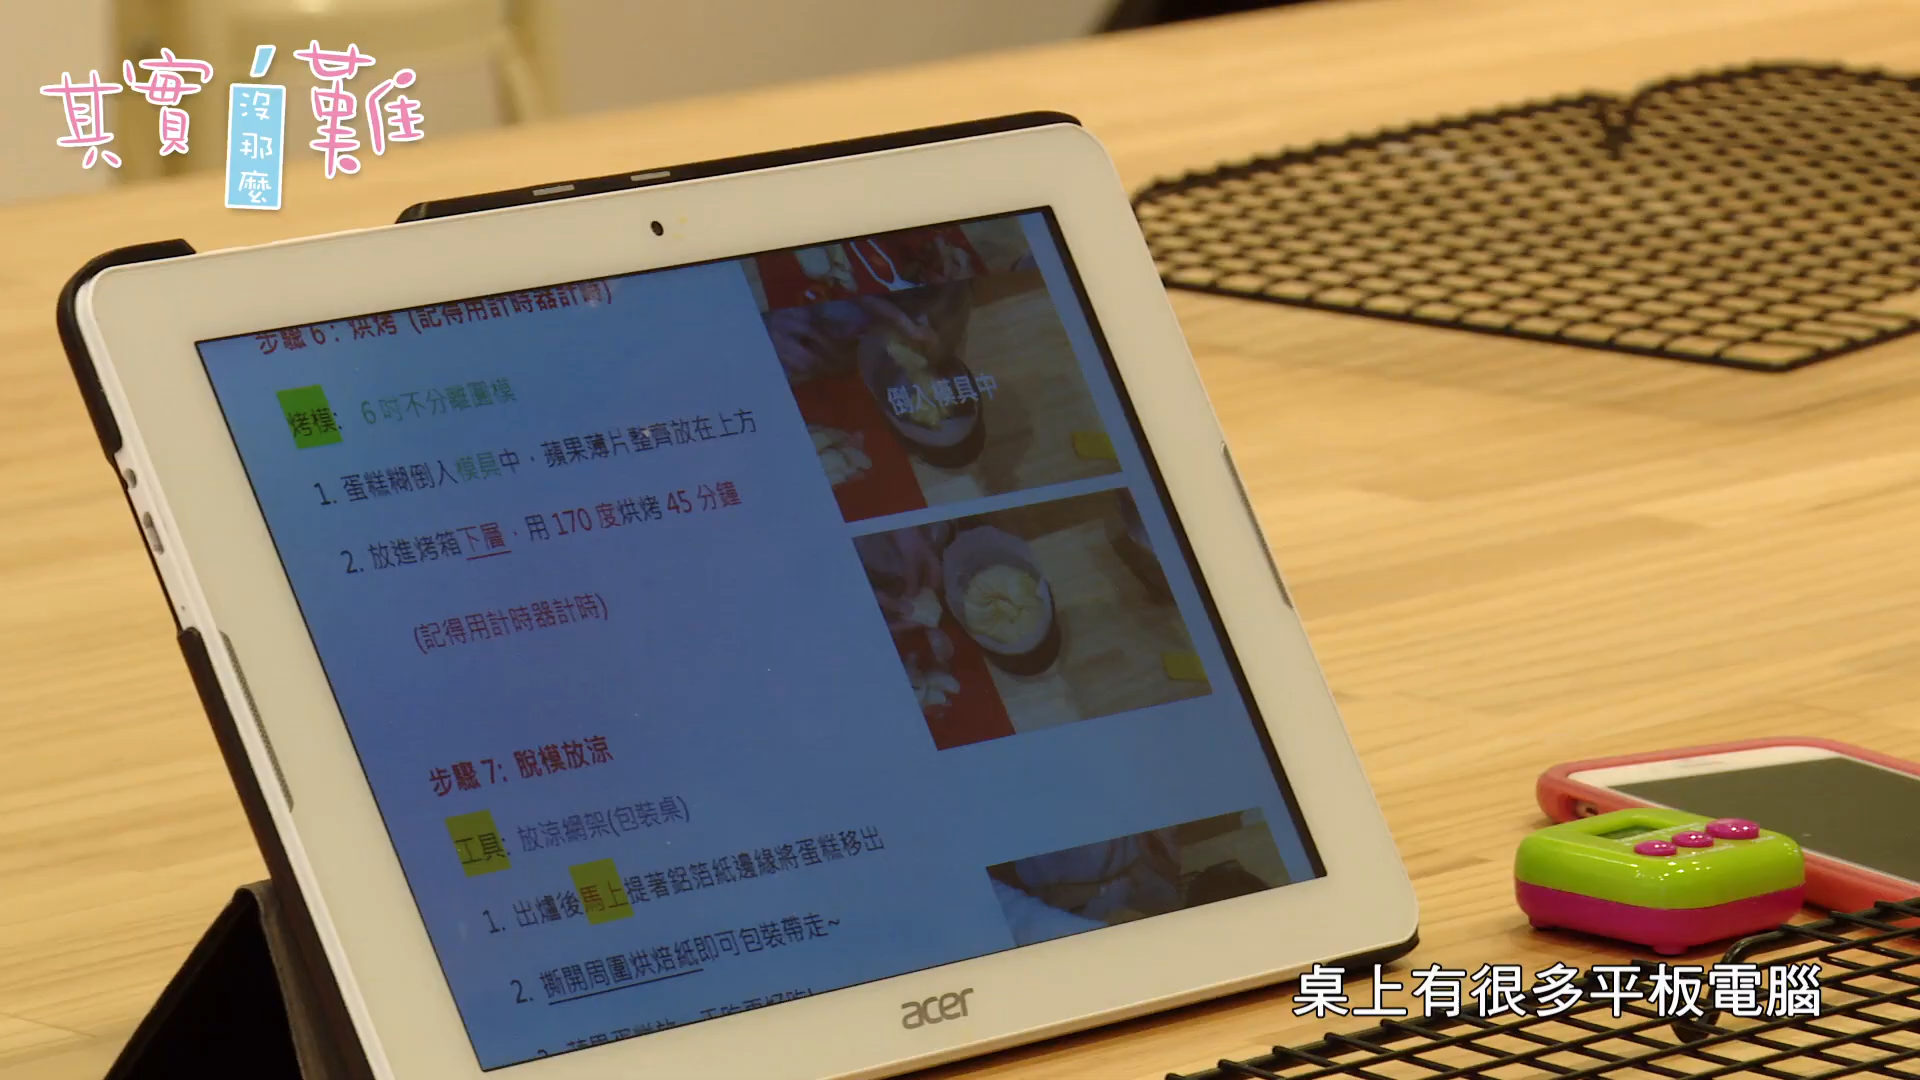 其實沒那麼難
步驟 6：烘烤 (記得用計時器計時)
烤模: 6吋不分離圓模
1. 蛋糕糊倒入模具中，蘋果薄片整齊放在上方
2. 放進烤箱下層，用 170 度烘烤 45 分鐘
(記得用計時器計時)
倒入模具中
步驟 7: 脫模放涼
工具: 放涼網架(包裝桌)
1. 出爐後馬上提著鋁箔紙邊緣將蛋糕移出
2. 撕開周圍烘焙紙即可包裝帶走~
acer
桌上有很多平板電腦